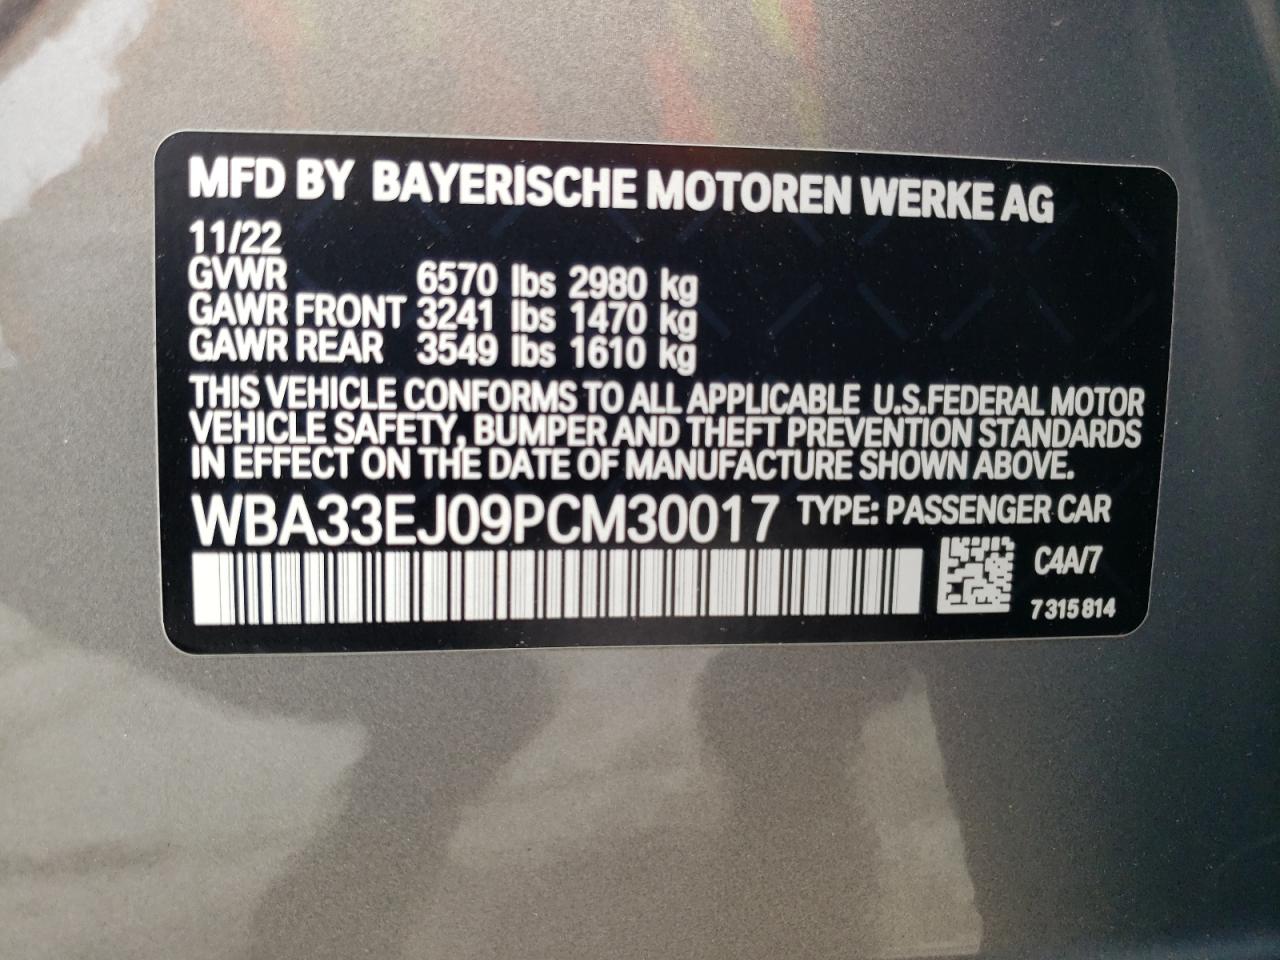 MFD BY BAYERISCHE MOTOREN WERKE AG
11/22
GVWR 6570 lbs 2980 kg
GAWR FRONT 3241 lbs 1470 kg
GAWR REAR 3549 lbs 1610 kg
THIS VEHICLE CONFORMS TO ALL APPLICABLE U.S.FEDERAL MOTOR
VEHICLE SAFETY, BUMPER AND THEFT PREVENTION STANDARDS
IN EFFECT ON THE DATE OF MANUFACTURE SHOWN ABOVE.
WBA33EJ09PCM30017 TYPE: PASSENGER CAR
C4A/7
7 315 814